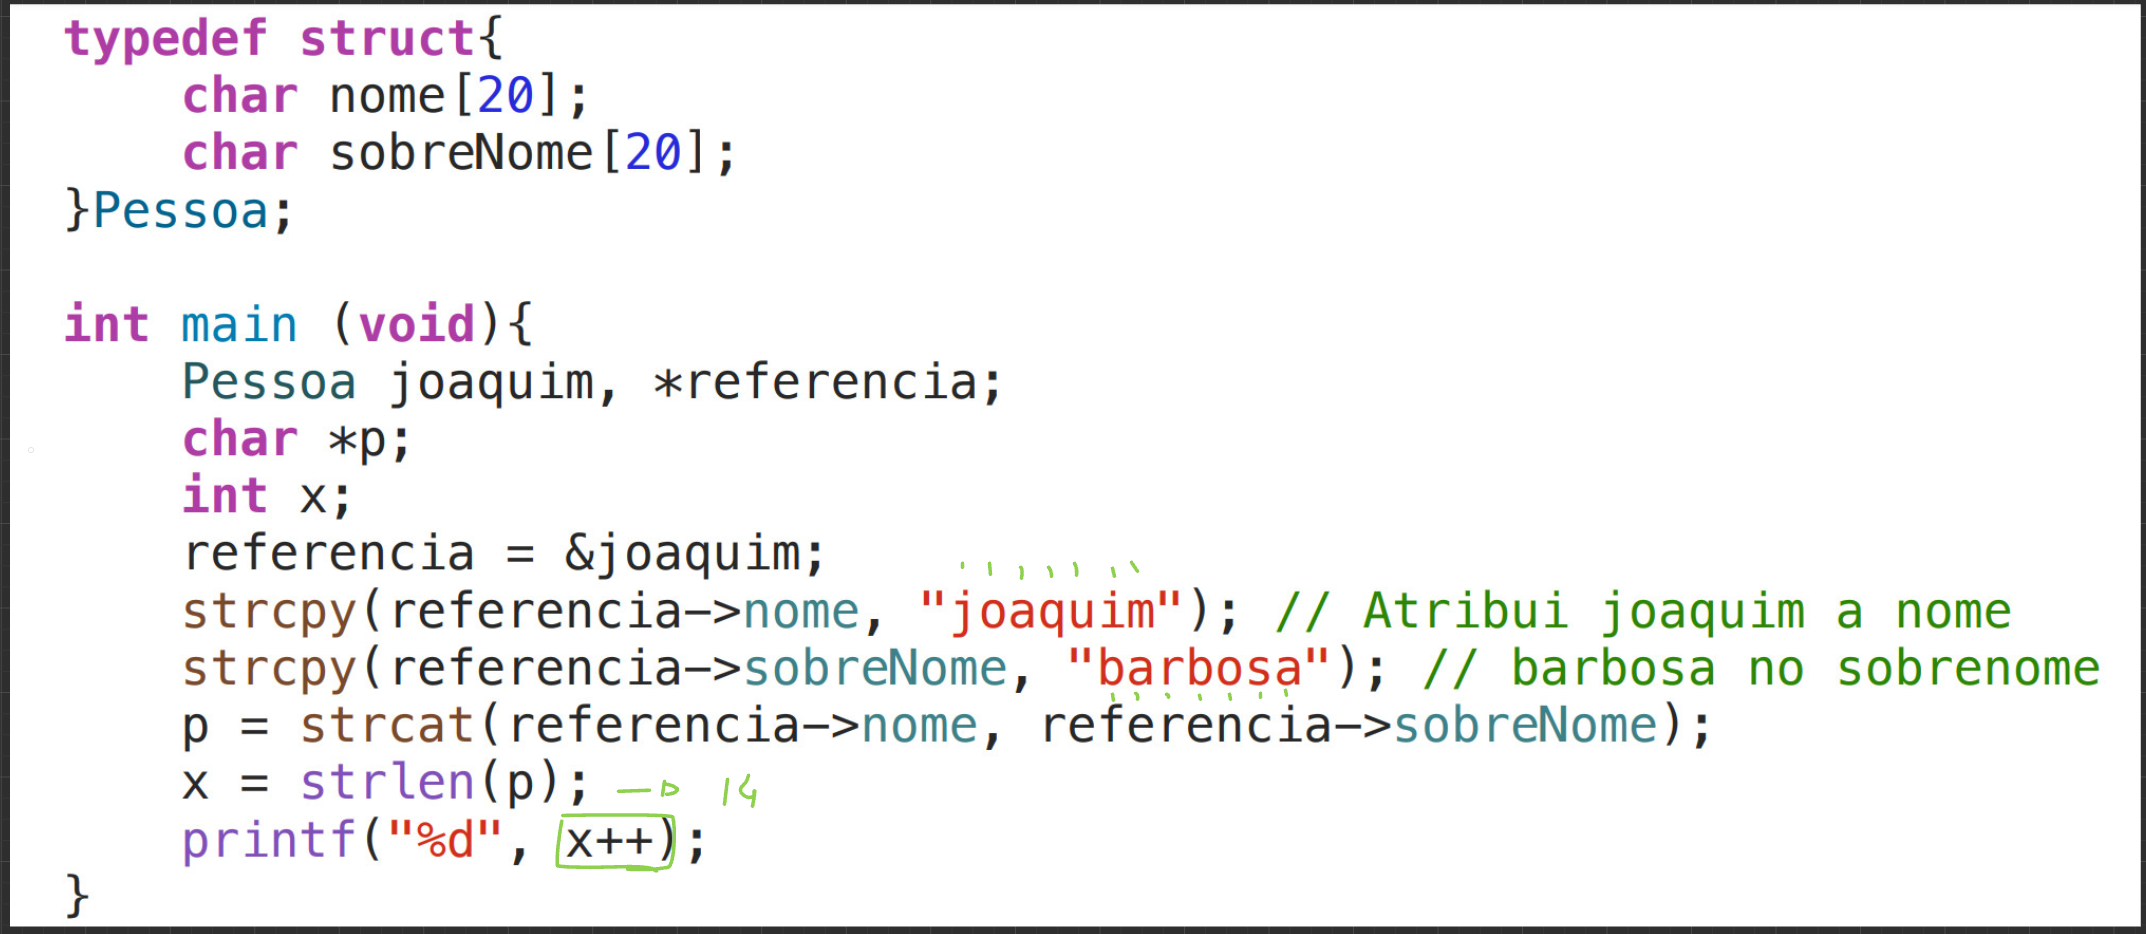 typedef struct{
    char nome[20];
    char sobreNome[20];
}Pessoa;

int main (void){
    Pessoa joaquim, *referencia;
    char *p;
    int x;
    referencia = &joaquim;
    strcpy(referencia->nome, "joaquim"); // Atribui joaquim a nome
    strcpy(referencia->sobreNome, "barbosa"); // barbosa no sobrenome
    p = strcat(referencia->nome, referencia->sobreNome);
    x = strlen(p); → 14
    printf("%d", x++);
}